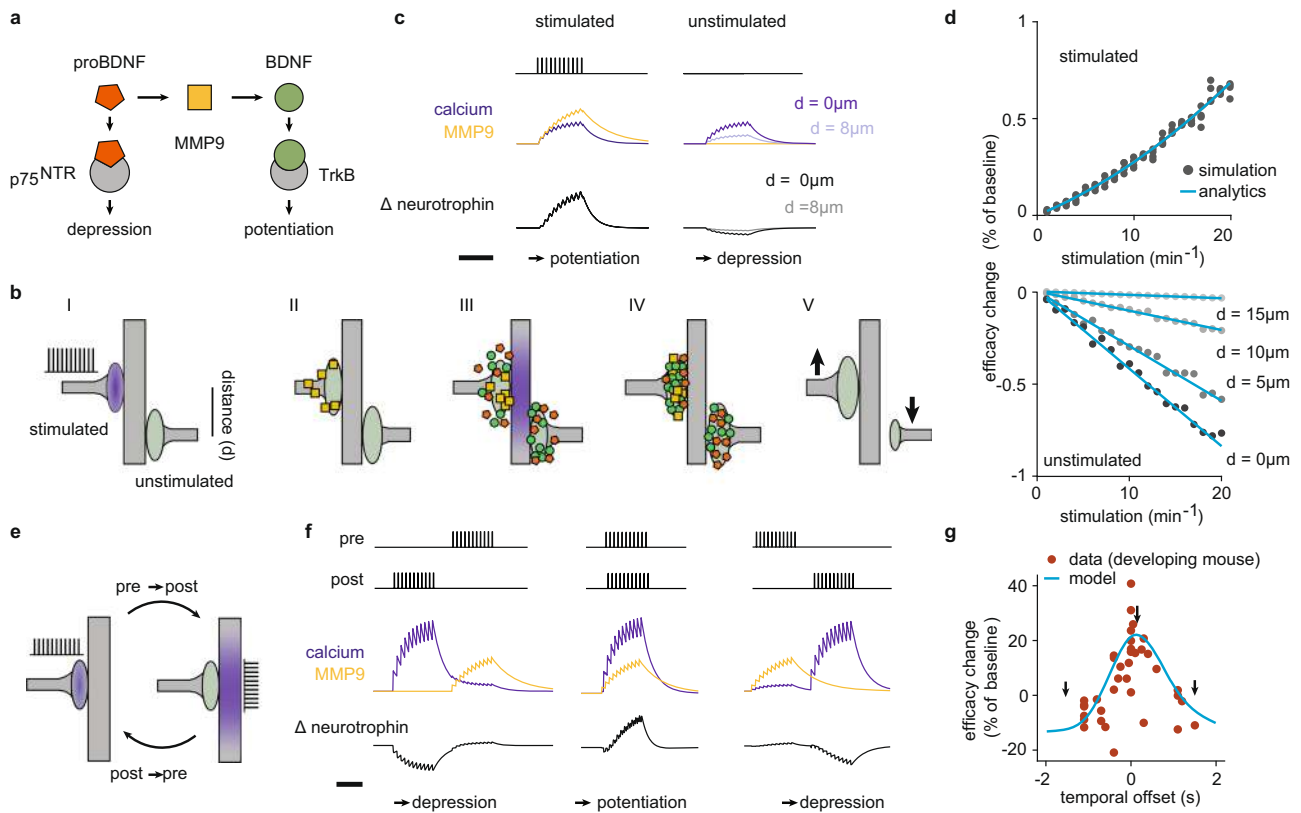 a
proBDNF
BDNF
MMP9
p75NTR
TrkB
depression
potentiation
b
I
II
III
IV
V
stimulated
distance (d)
unstimulated
c
stimulated
unstimulated
calcium
MMP9
d = 0µm
d = 8µm
Δ neurotrophin
d = 0µm
d =8µm
potentiation
depression
d
1
0.5
0
stimulated
simulation
analytics
0
10
20
stimulation (min-1)
efficacy change
(% of baseline)
0
-0.5
-1
d = 15µm
d = 10µm
d = 5µm
d = 0µm
unstimulated
0
10
20
stimulation (min-1)
e
pre
post
post
pre
f
pre
post
calcium
MMP9
Δ neurotrophin
depression
potentiation
depression
g
data (developing mouse)
model
efficacy change
(% of baseline)
40
20
0
-20
-2
0
2
temporal offset (s)